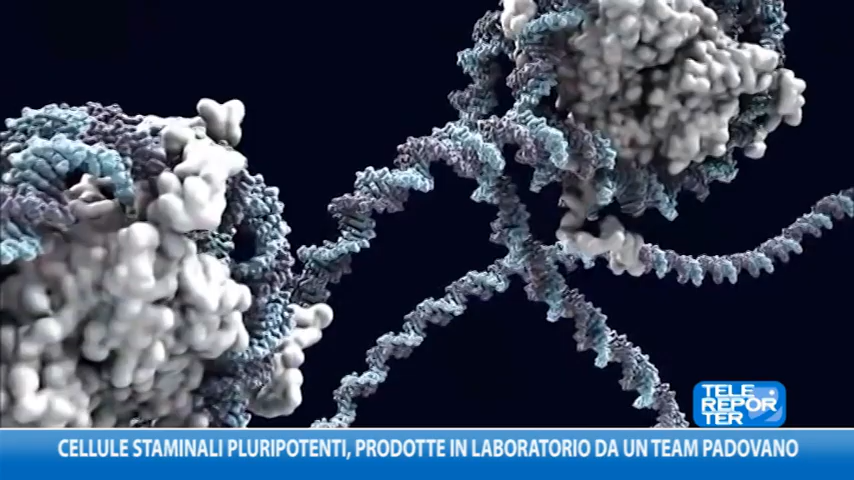 TELE
REPOR
TER
CELLULE STAMINALI PLURIPOTENTI, PRODOTTE IN LABORATORIO DA UN TEAM PADOVANO